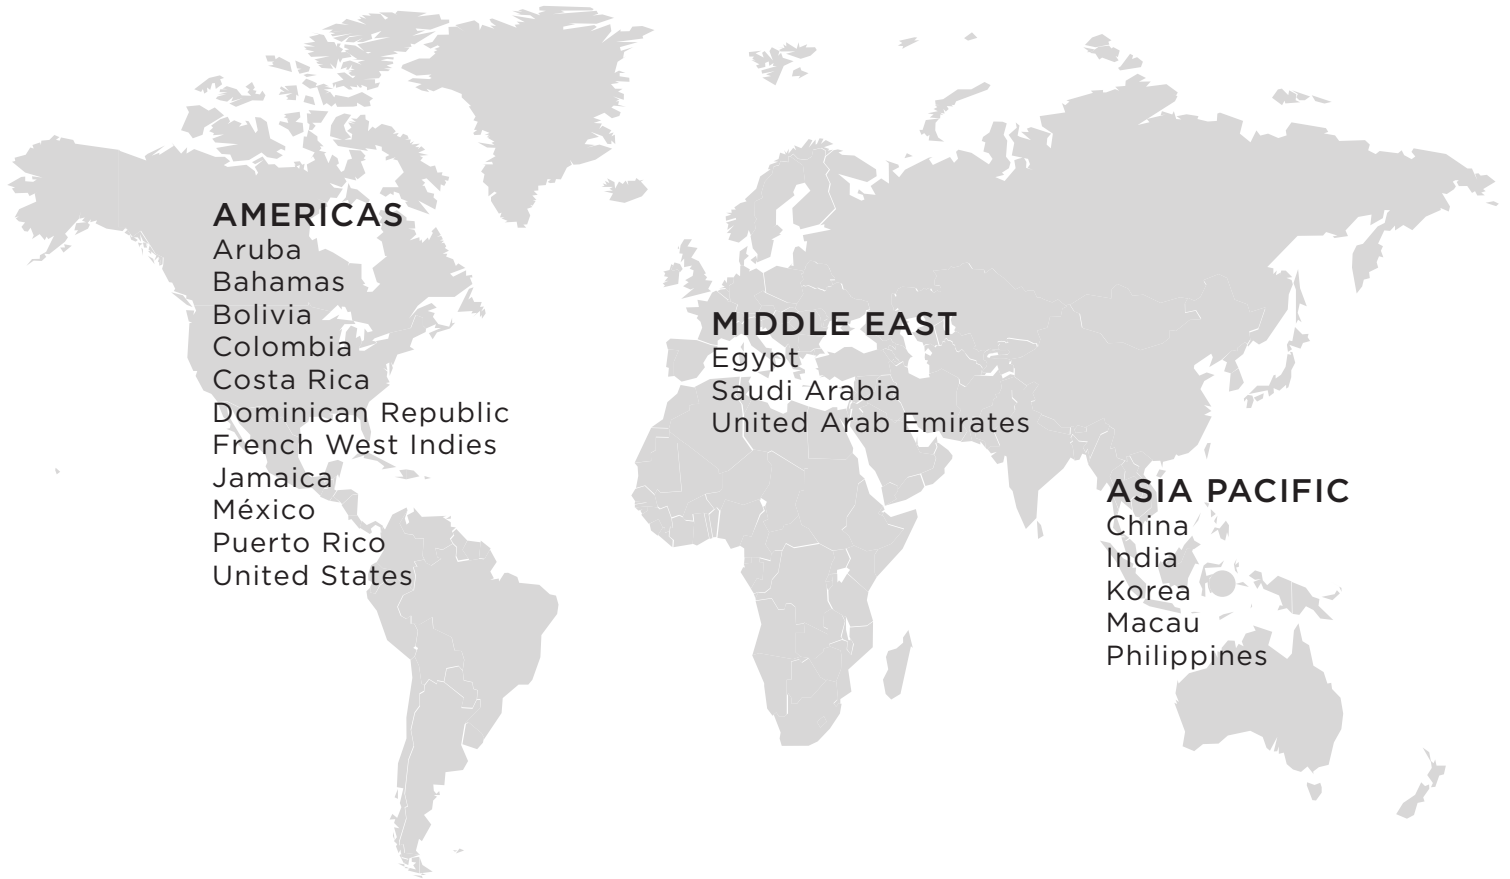 AMERICAS
Aruba
Bahamas
Bolivia
Colombia
Costa Rica
Dominican Republic
French West Indies
Jamaica
México
Puerto Rico
United States
MIDDLE EAST
Egypt
Saudi Arabia
United Arab Emirates
ASIA PACIFIC
China
India
Korea
Macau
Philippines